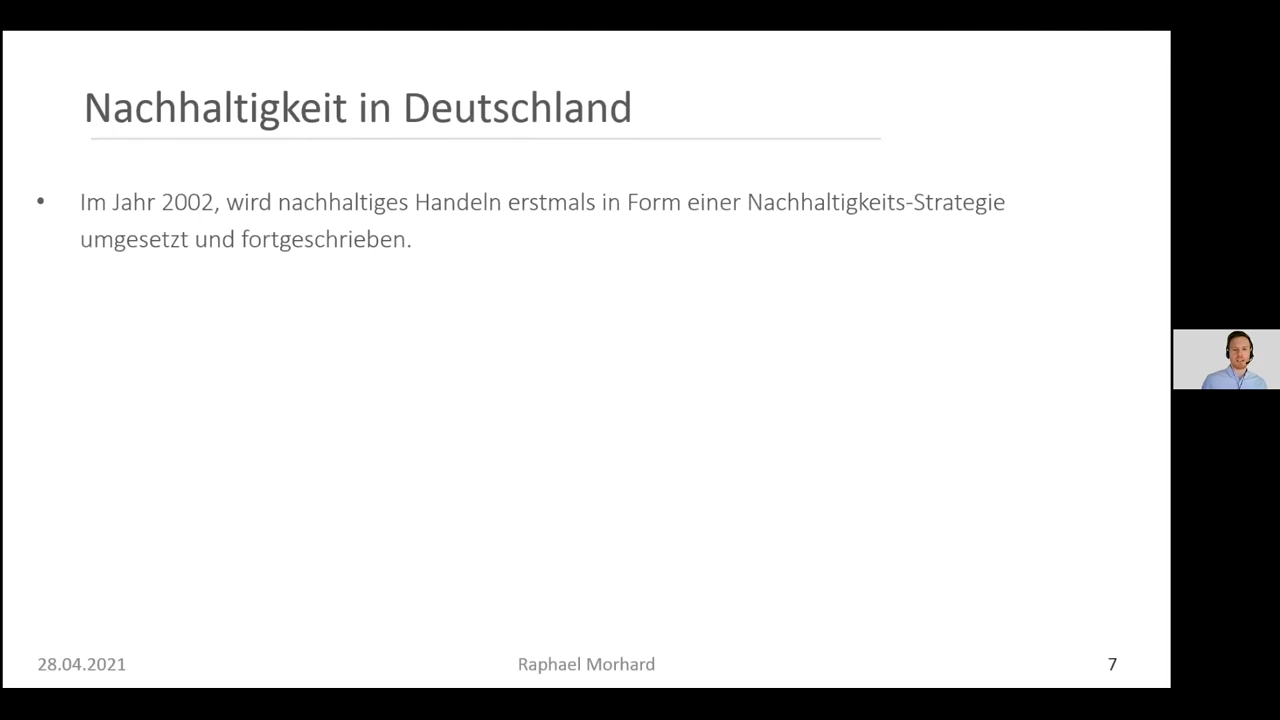 Nachhaltigkeit in Deutschland
• Im Jahr 2002, wird nachhaltiges Handeln erstmals in Form einer Nachhaltigkeits-Strategie
umgesetzt und fortgeschrieben.
28.04.2021
Raphael Morhard
7